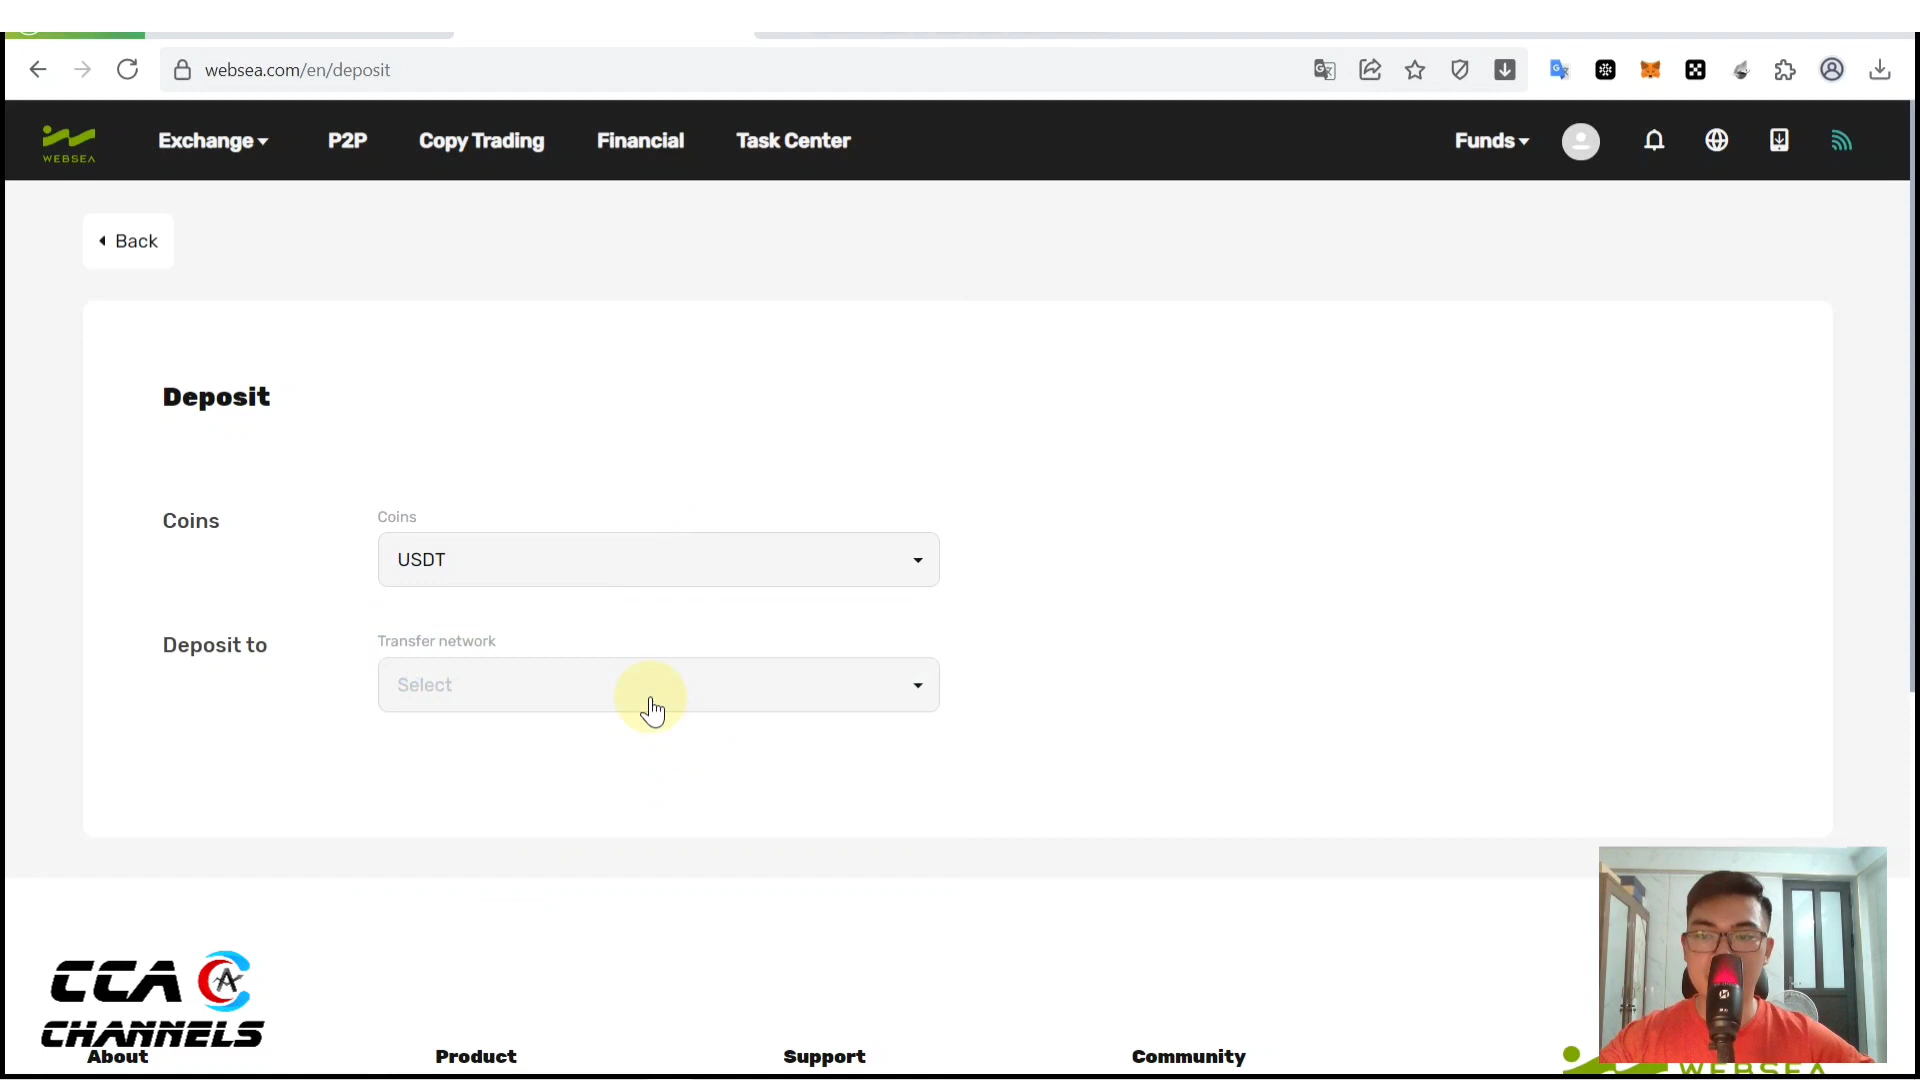 websea.com/en/deposit
WEBSEA
Exchange
P2P
Copy Trading
Financial
Task Center
Funds
Back
Deposit
Coins
Coins
USDT
Deposit to
Transfer network
Select
CCA
CHANNELS
About
Product
Support
Community
WEBSEA